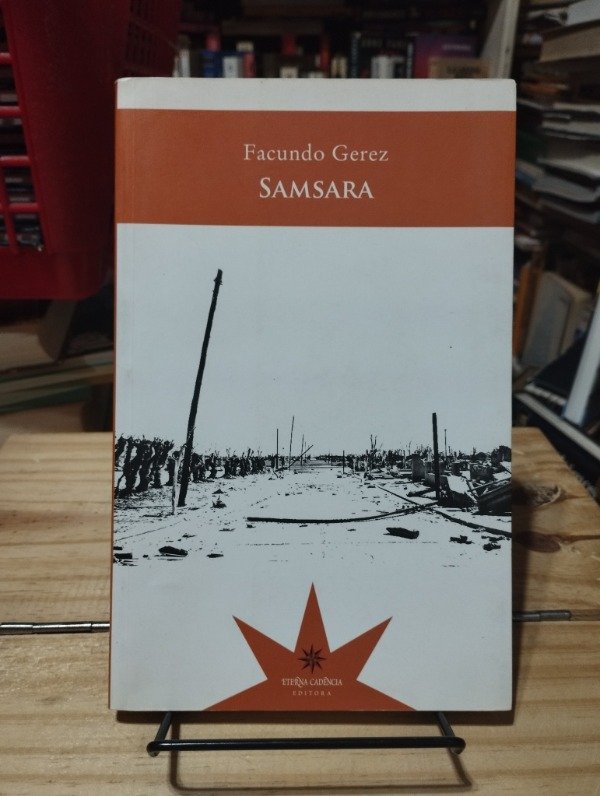 Facundo Gerez
SAMSARA
ETERNA CADENCIA
EDITORA